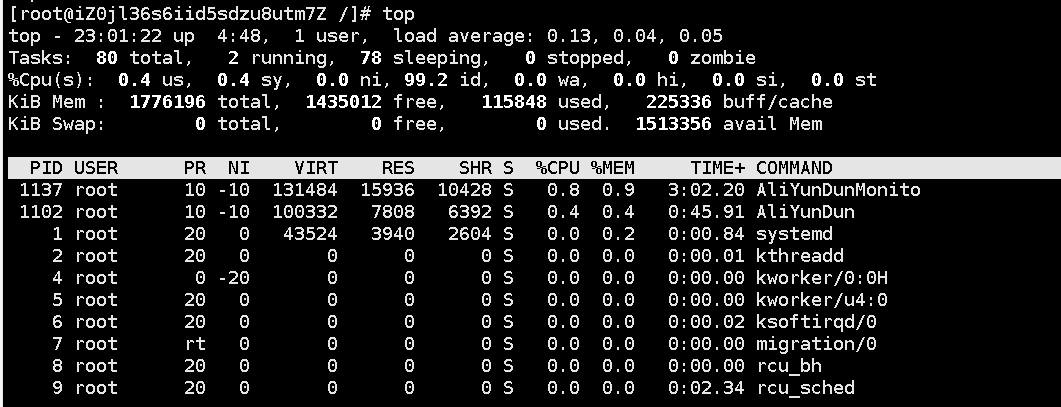 [root@iZ0jl36s6iid5sdzu8utm7Z /]# top
top - 23:01:22 up  4:48,  1 user,  load average: 0.13, 0.04, 0.05
Tasks:  80 total,   2 running,  78 sleeping,   0 stopped,   0 zombie
%Cpu(s):  0.4 us,  0.4 sy,  0.0 ni, 99.2 id,  0.0 wa,  0.0 hi,  0.0 si,  0.0 st
KiB Mem :  1776196 total,  1435012 free,   115848 used,   225336 buff/cache
KiB Swap:        0 total,        0 free,        0 used.  1513356 avail Mem
PID USER      PR  NI    VIRT    RES    SHR S  %CPU %MEM     TIME+ COMMAND
1137 root      10 -10  131484  15936  10428 S   0.8  0.9   3:02.20 AliYunDunMonito
1102 root      10 -10  100332   7808   6392 S   0.4  0.4   0:45.91 AliYunDun
1 root      20   0   43524   3940   2604 S   0.0  0.2   0:00.84 systemd
2 root      20   0       0      0      0 S   0.0  0.0   0:00.01 kthreadd
4 root       0 -20       0      0      0 S   0.0  0.0   0:00.00 kworker/0:0H
5 root      20   0       0      0      0 S   0.0  0.0   0:00.00 kworker/u4:0
6 root      20   0       0      0      0 S   0.0  0.0   0:00.02 ksoftirqd/0
7 root      rt   0       0      0      0 S   0.0  0.0   0:00.00 migration/0
8 root      20   0       0      0      0 S   0.0  0.0   0:00.00 rcu_bh
9 root      20   0       0      0      0 S   0.0  0.0   0:02.34 rcu_sched